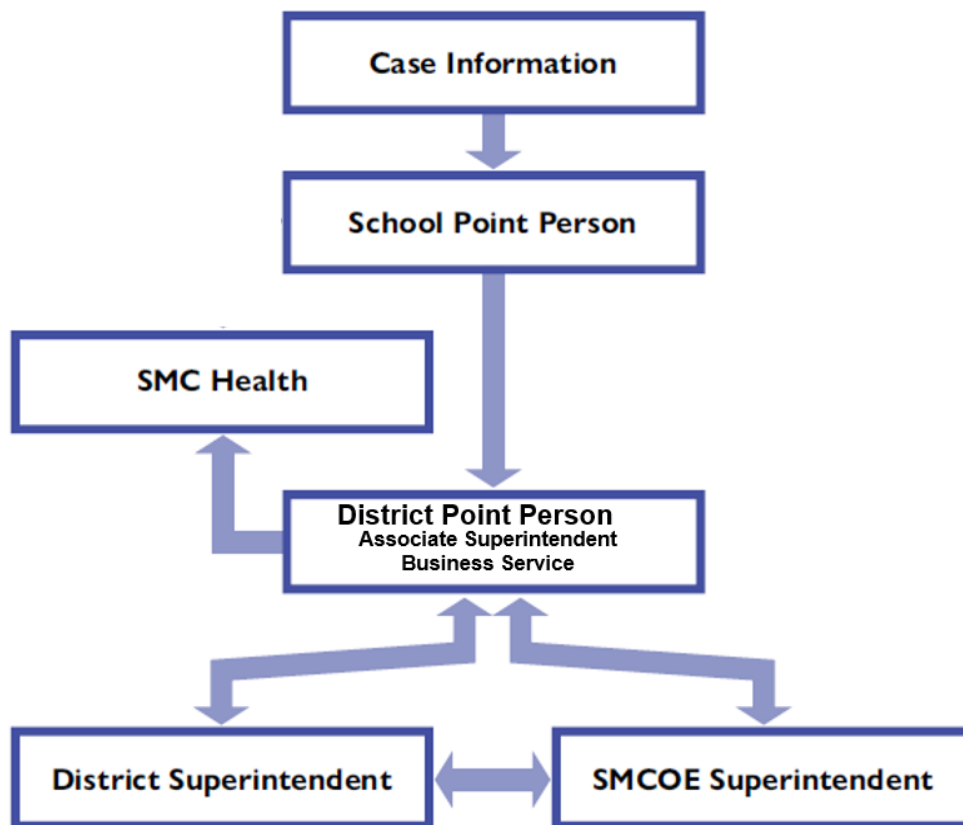 Case Information
School Point Person
SMC Health
District Point Person
Associate Superintendent
Business Service
District Superintendent
SMCOE Superintendent